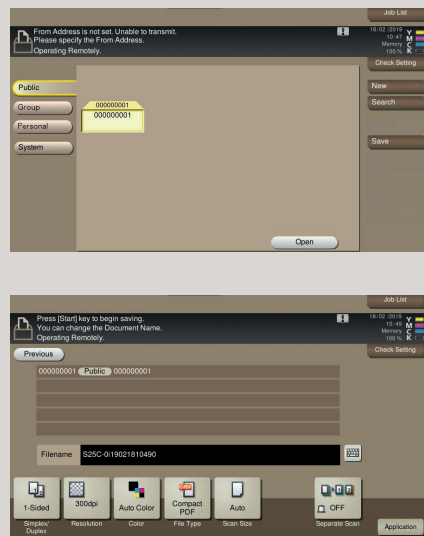 Job List
From Address is not set. Unable to transmit.
Please specify the From Address.
Operating Remotely.
18/02/2019
10:47
Memory
100 %
Y
M
C
K
Check Setting
Public
Group
Personal
System
000000001
000000001
New
Search
Save
Open
Job List
Press [Start] key to begin saving.
You can change the Document Name.
Operating Remotely.
18/02/2019
10:49
Memory
100 %
Y
M
C
K
Previous
Check Setting
000000001 Public 000000001
Filename S25C-0i19021810490
1-Sided
300dpi
Auto Color
Compact
PDF
Auto
OFF
Simplex/
Duplex
Resolution
Color
File Type
Scan Size
Separate Scan
Application